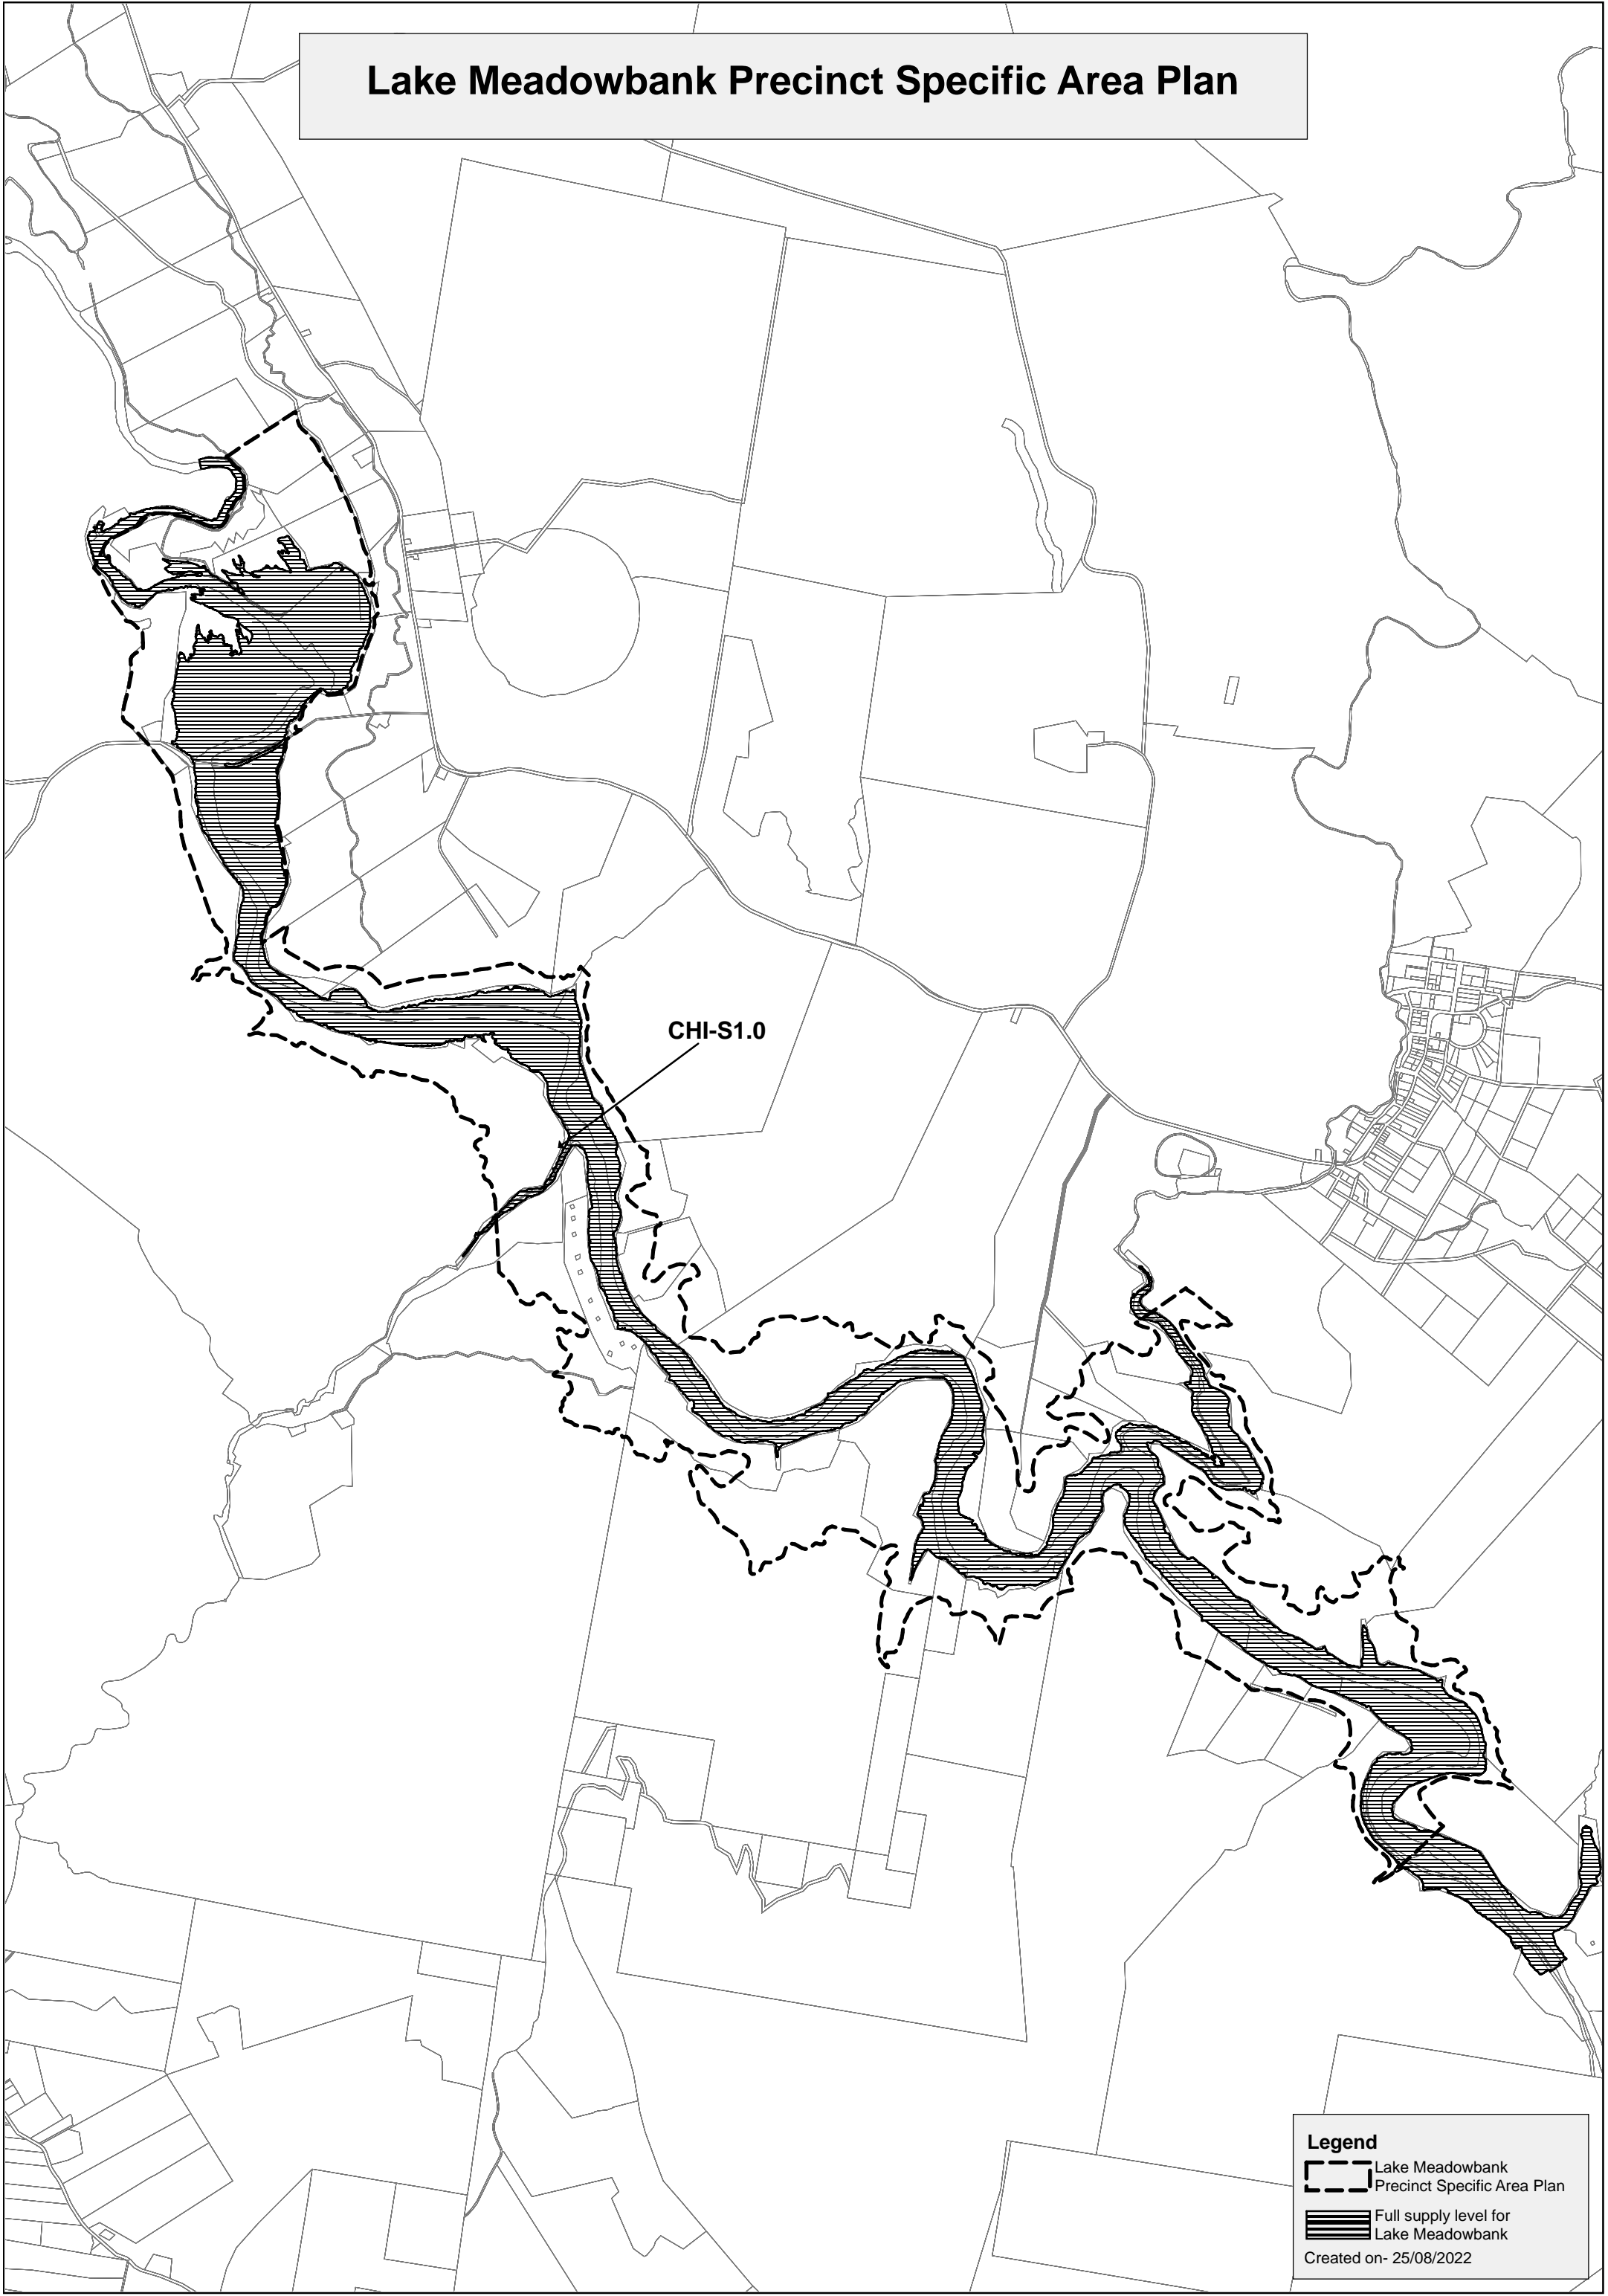 Lake Meadowbank Precinct Specific Area Plan
CHI-S1.0
Legend
Lake Meadowbank
Precinct Specific Area Plan
Full supply level for
Lake Meadowbank
Created on- 25/08/2022